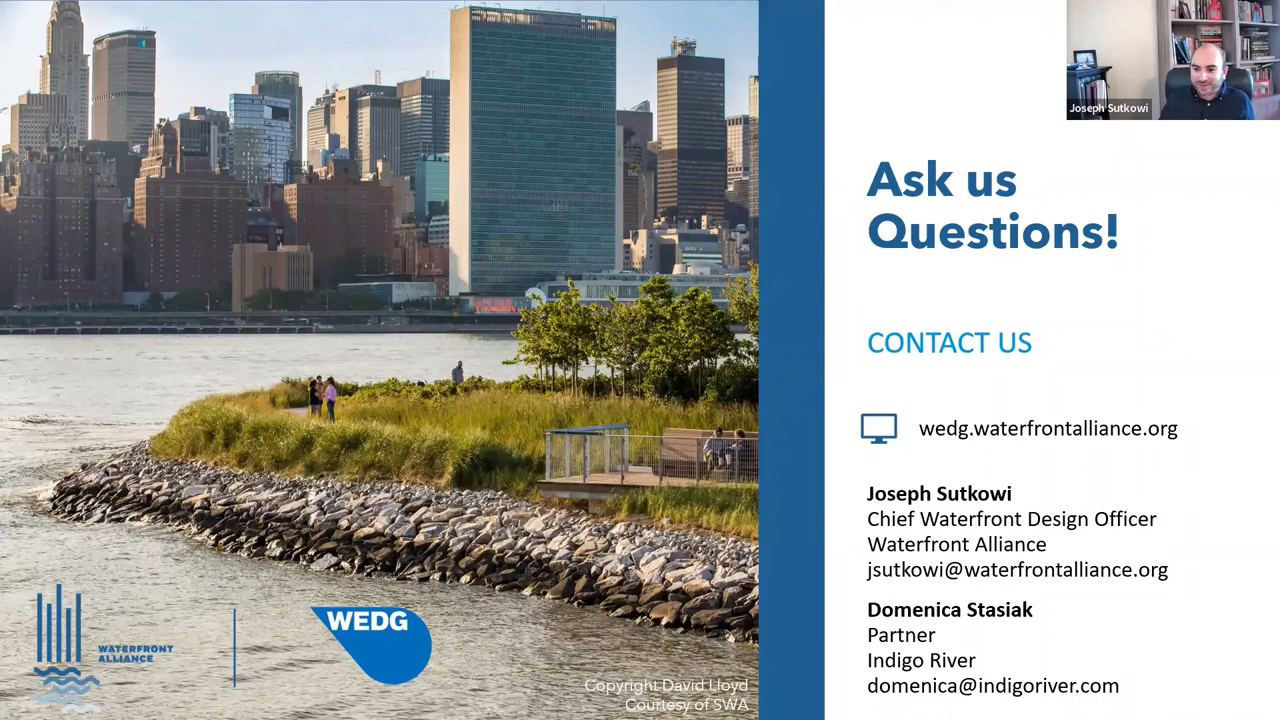 Joseph Sutkowi
Ask us
Questions!
CONTACT US
wedg.waterfrontalliance.org
Joseph Sutkowi
Chief Waterfront Design Officer
Waterfront Alliance
jsutkowi@waterfrontalliance.org
Domenica Stasiak
Partner
Indigo River
domenica@indigoriver.com
WATERFRONT
ALLIANCE
WEDG
Copyright David Lloyd
Courtesy of SWA